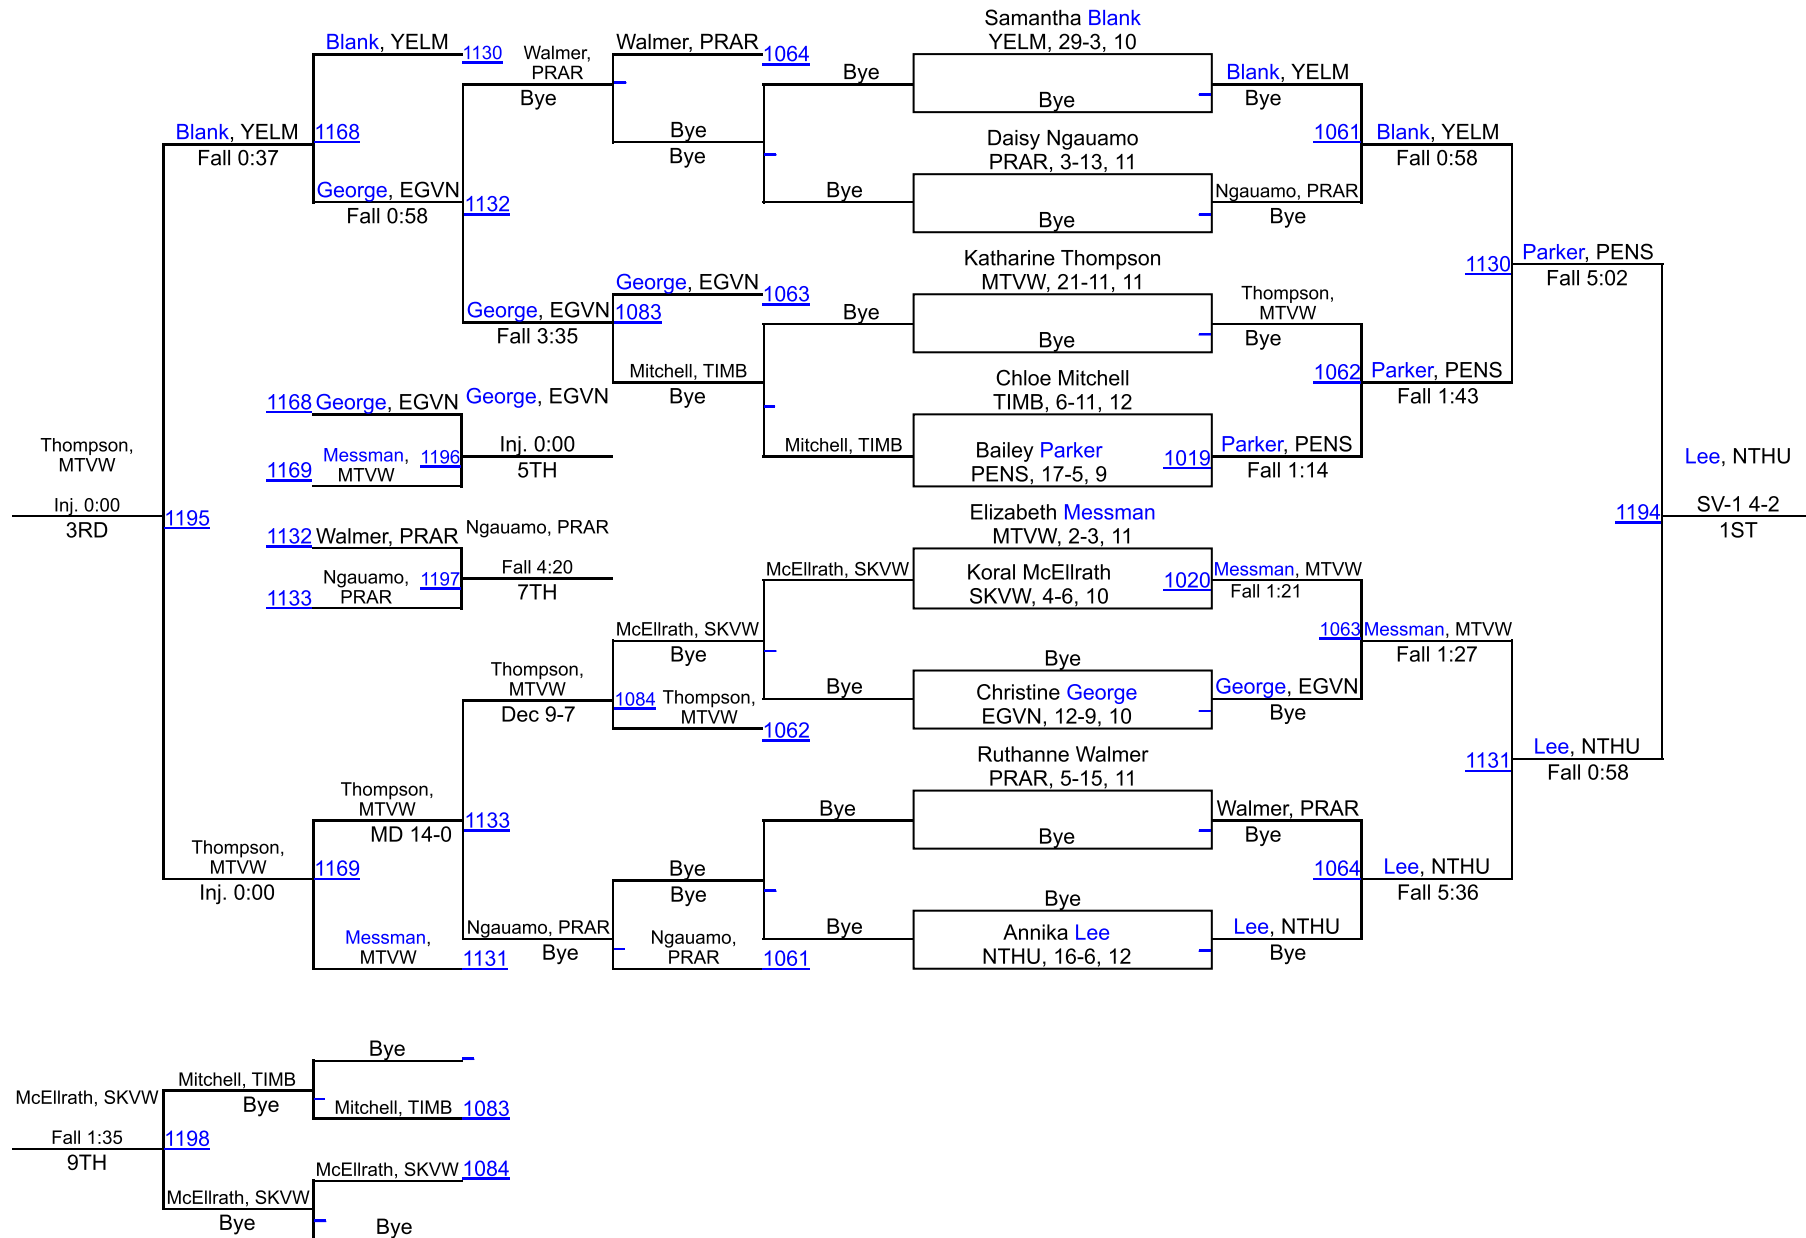 Samantha Blank
YELM, 29-3, 10
Bye
Daisy Ngauamo
PRAR, 3-13, 11
Bye
Katharine Thompson
MTVW, 21-11, 11
Bye
Chloe Mitchell
TIMB, 6-11, 12
Bailey Parker
PENS, 17-5, 9
1019
Elizabeth Messman
MTVW, 2-3, 11
Koral McEllrath
SKVW, 4-6, 10
1020
Bye
Christine George
EGVN, 12-9, 10
Ruthanne Walmer
PRAR, 5-15, 11
Bye
Bye
Annika Lee
NTHU, 16-6, 12
Blank, YELM
Bye
1061
Ngauamo, PRAR
Bye
Thompson,
MTVW
Bye
1062
Parker, PENS
Fall 1:14
Messman, MTVW
Fall 1:21
1063
George, EGVN
Bye
Walmer, PRAR
Bye
1064
Lee, NTHU
Bye
Blank, YELM
Fall 0:58
1130
Parker, PENS
Fall 1:43
Messman, MTVW
Fall 1:27
1131
Lee, NTHU
Fall 5:36
Parker, PENS
Fall 5:02
1194
Lee, NTHU
Fall 0:58
Lee, NTHU
SV-1 4-2
1ST
Bye
Bye
Bye
Mitchell, TIMB
McEllrath, SKVW
Bye
Bye
Bye
Walmer, PRAR
1064
Bye
Bye
George, EGVN
1063
1083
Mitchell, TIMB
Bye
McEllrath, SKVW
Bye
1084
Thompson,
MTVW
1062
Bye
Bye
Ngauamo,
PRAR
1061
Walmer,
PRAR
Bye
1132
George, EGVN
Fall 3:35
Thompson,
MTVW
Dec 9-7
1133
Ngauamo, PRAR
Bye
Blank, YELM
1130
1168
George, EGVN
Fall 0:58
Thompson,
MTVW
MD 14-0
1169
Messman,
MTVW
1131
Blank, YELM
Fall 0:37
1195
Thompson,
MTVW
Inj. 0:00
Thompson,
MTVW
Inj. 0:00
3RD
1168
George, EGVN
1169
Messman,
MTVW
1196
George, EGVN
Inj. 0:00
5TH
1132
Walmer, PRAR
1133
Ngauamo,
PRAR
1197
Ngauamo, PRAR
Fall 4:20
7TH
Bye
Mitchell, TIMB
1083
Mitchell, TIMB
Bye
McEllrath, SKVW
1084
Bye
McEllrath, SKVW
Bye
1198
McEllrath, SKVW
Fall 1:35
9TH